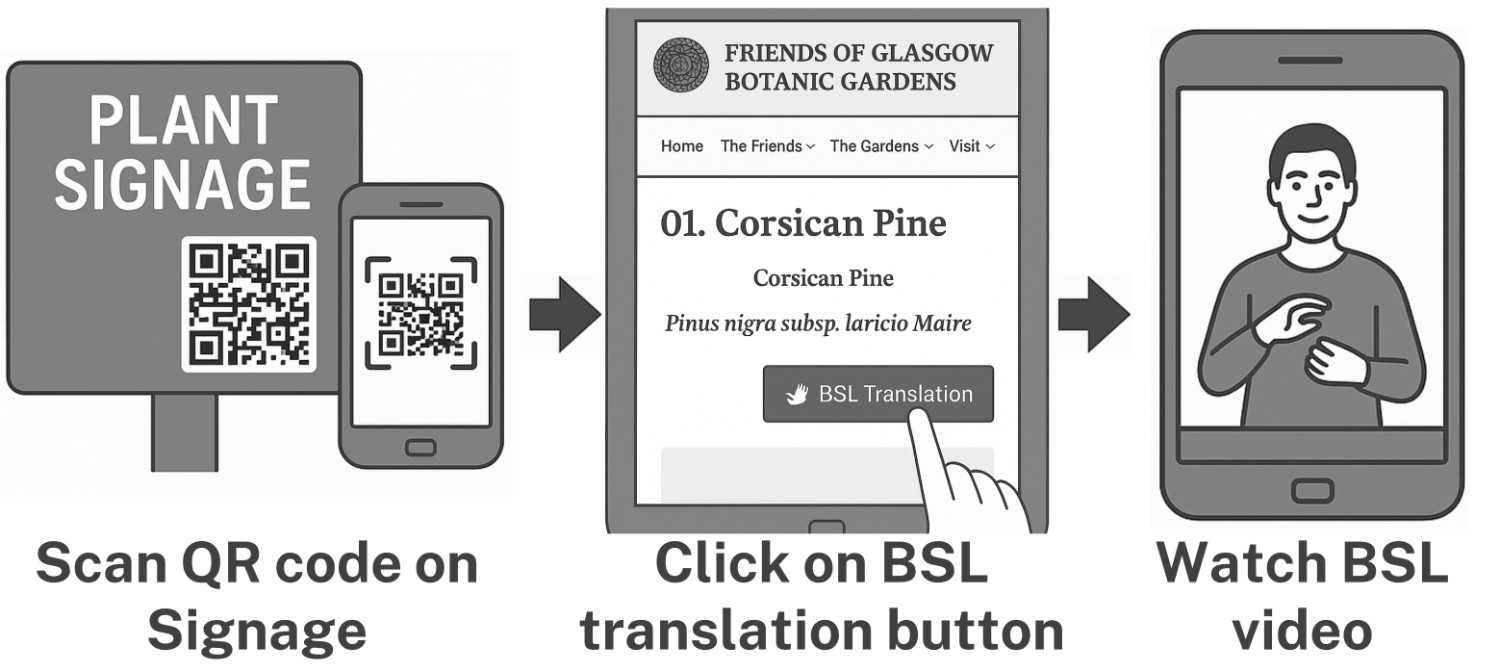 PLANT
SIGNAGE
Scan QR code on
Signage
FRIENDS OF GLASGOW
BOTANIC GARDENS
Home The Friends The Gardens Visit
01. Corsican Pine
Corsican Pine
Pinus nigra subsp. laricio Maire
BSL Translation
Click on BSL
translation button
Watch BSL
video